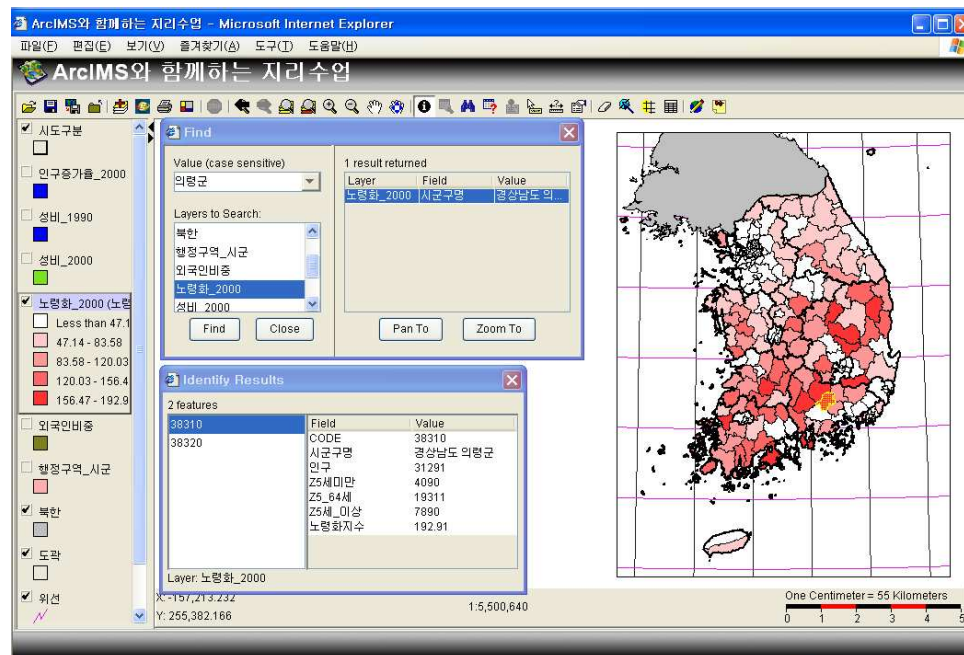 ArcIMS와 함께하는 지리수업 - Microsoft Internet Explorer
파일(F) 편집(E) 보기(V) 즐겨찾기(A) 도구(T) 도움말(H)
ArcIMS와 함께하는 지리수업
시도구분
인구증가율_2000
성비_1990
성비_2000
노령화_2000 (노령
Less than 47.1
47.14 - 83.58
83.58 - 120.03
120.03 - 156.4
156.47 - 192.9
외국인비중
행정구역_시군
북한
도곽
위선
Find
Value (case sensitive)
의령군
Layers to Search:
북한
행정구역_시군
외국인비중
노령화_2000
성비_2000
Find Close
1 result returned
Layer Field Value
노령화_2000 시군구명 경상남도 의...
Pan To Zoom To
Identify Results
2 features
38310
38320
Field Value
CODE 38310
시군구명 경상남도 의령군
인구 31291
Z5세미만 4090
Z5_64세 19311
Z5세_이상 7890
노령화지수 192.91
Layer: 노령화_2000
X: -157,213.232
Y: 255,382.166
1:5,500,640
One Centimeter = 55 Kilometers
0 1 2 3 4 5